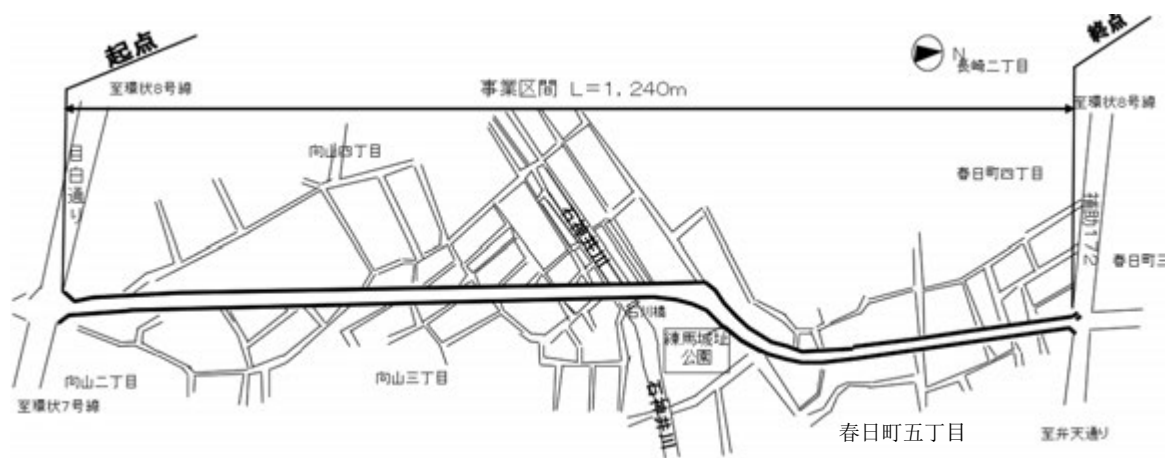 起点
終点
N
長崎二丁目
至環状8号線
事業区間 L=1,240m
至環状8号線
目白通り
向山四丁目
春日町四丁目
補助172
石神井川
春日町三
石川橋
練馬城址
公園
向山二丁目
向山三丁目
至環状7号線
石神井川
春日町五丁目
至弁天通り